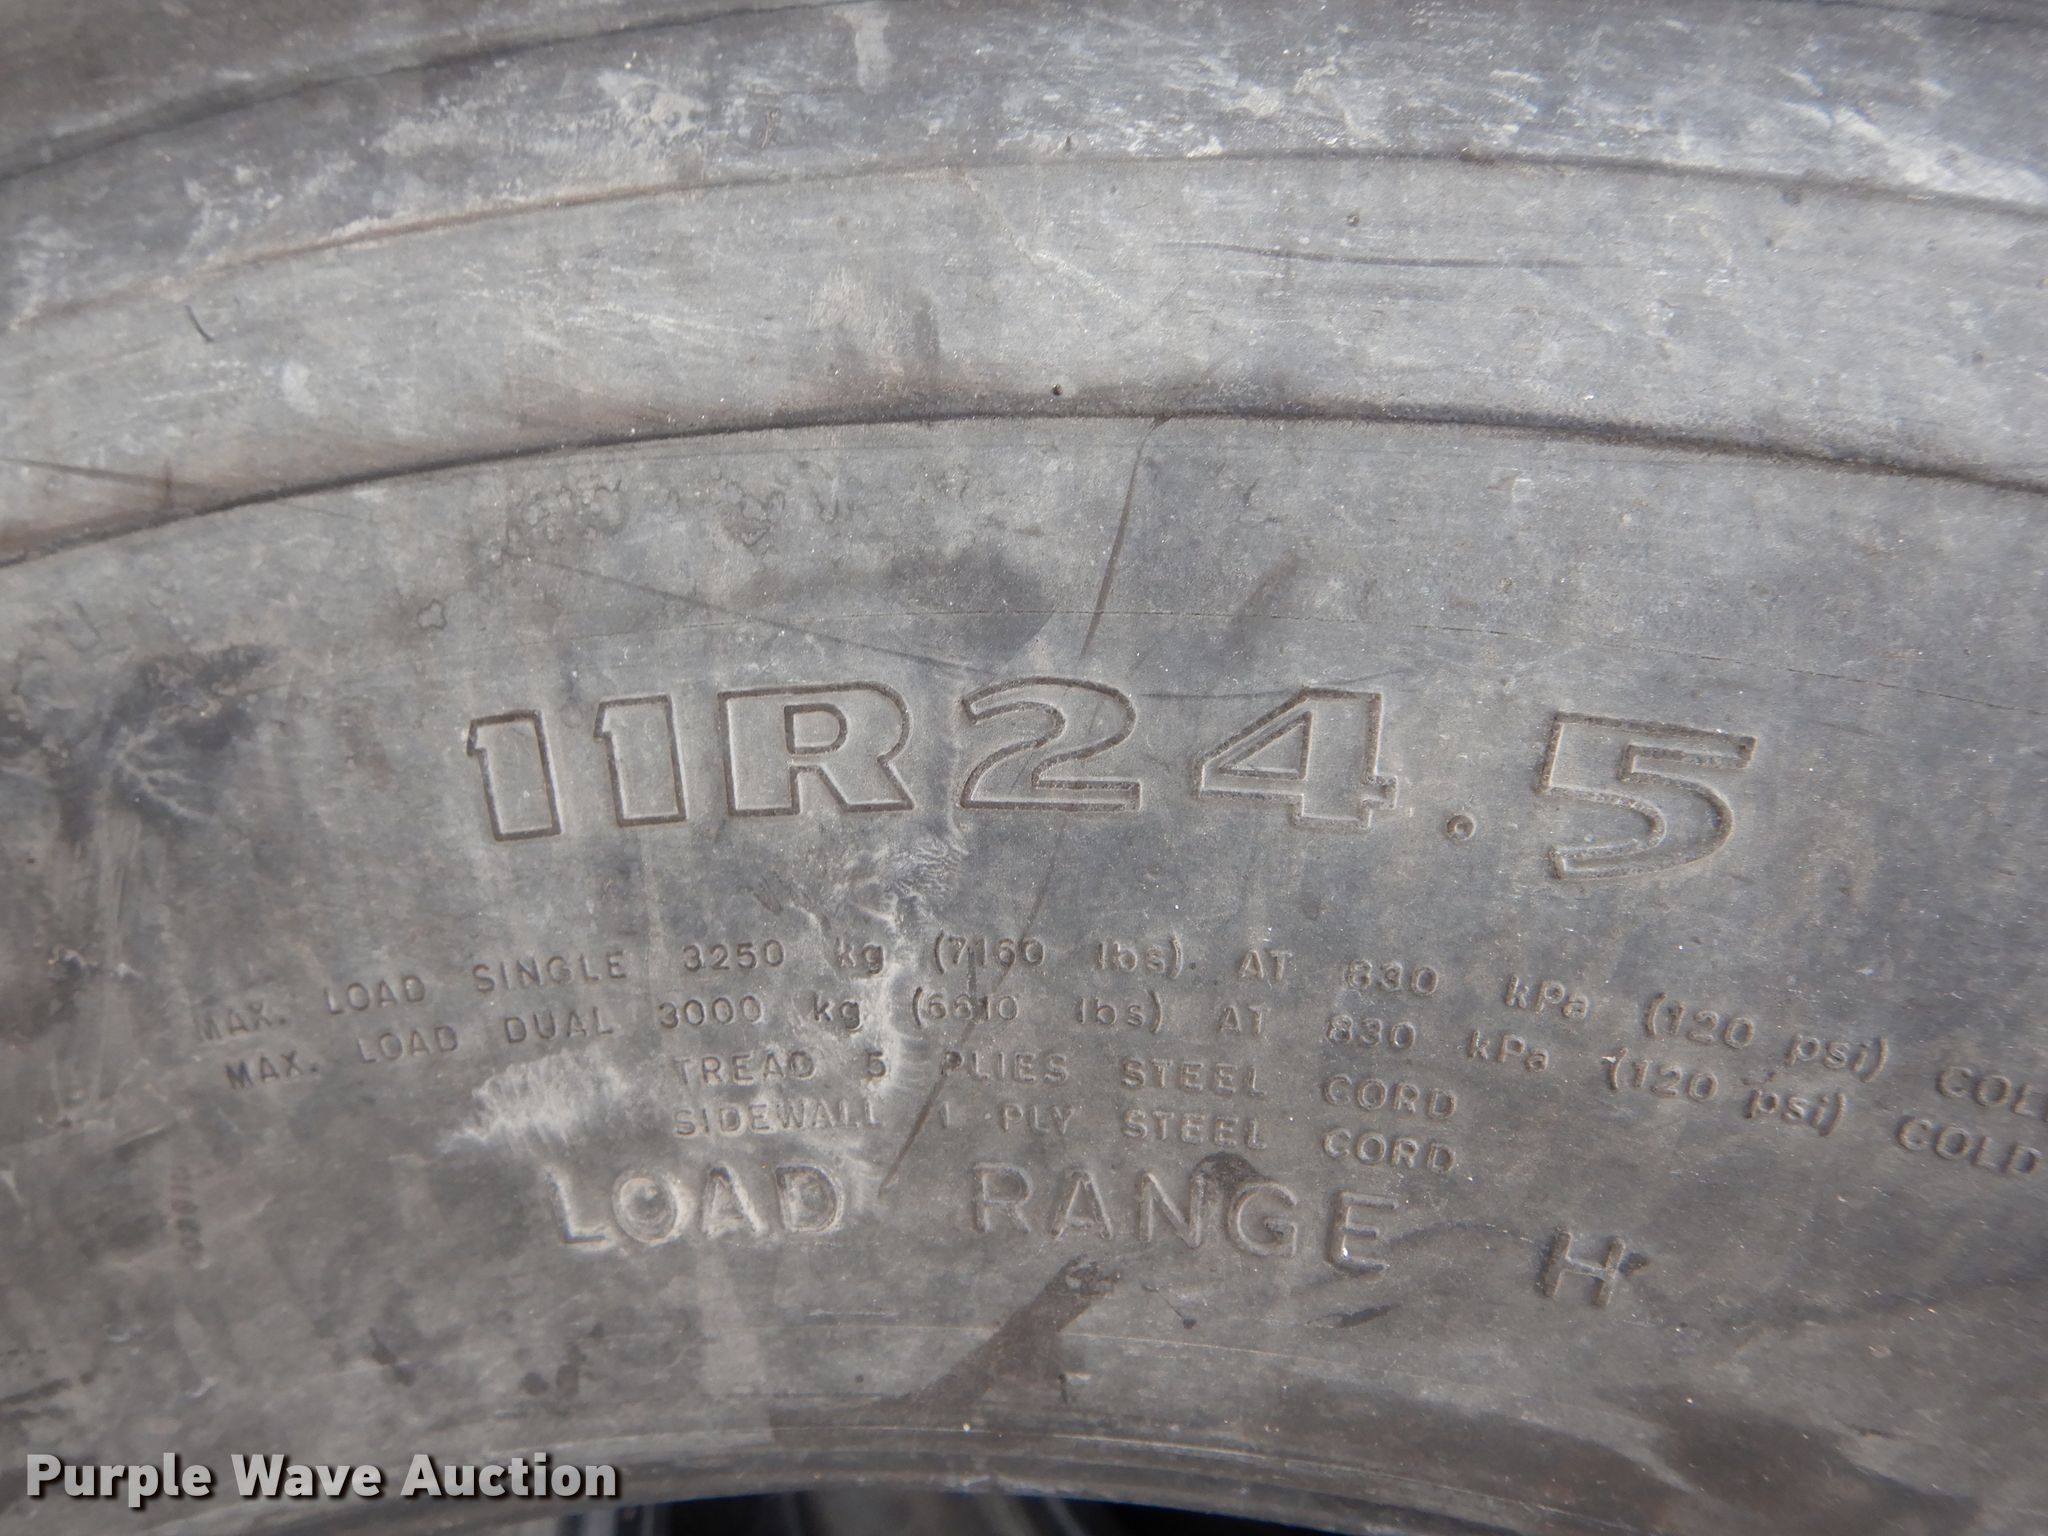 11R24.5
MAX. LOAD SINGLE 3250 kg (7160 lbs). AT 830 kPa (120 psi) COL
MAX. LOAD DUAL 3000 kg (6610 lbs) AT 830 kPa (120 psi) COLD
TREAD 5 PLIES STEEL CORD
SIDEWALL 1 PLY STEEL CORD
LOAD RANGE H
Purple Wave Auction